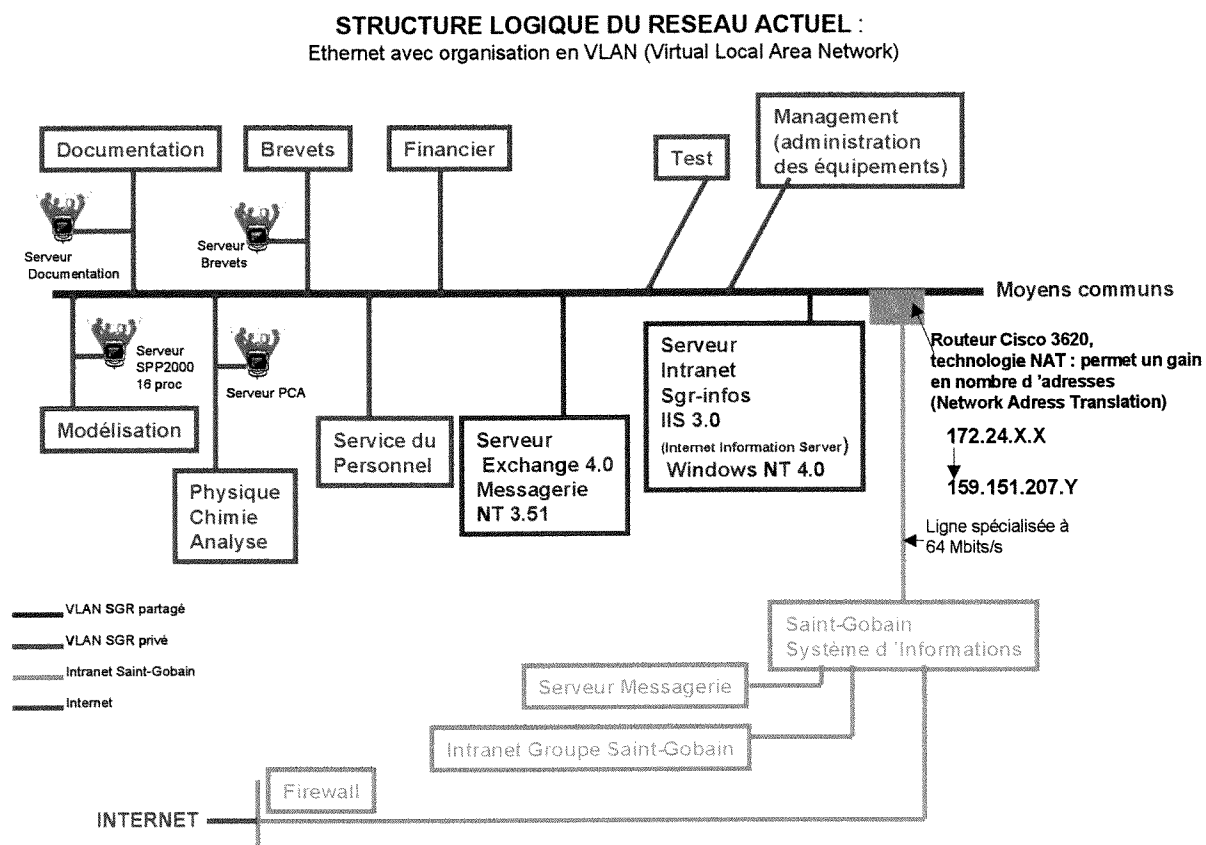 STRUCTURE LOGIQUE DU RESEAU ACTUEL :
Ethernet avec organisation en VLAN (Virtual Local Area Network)
Documentation
Brevets
Financier
Test
Management
(administration
des équipements)
Serveur
Documentation
Serveur
Brevets
Moyens communs
Serveur
SPP2000
16 proc
Serveur PCA
Modélisation
Physique
Chimie
Analyse
Service du
Personnel
Serveur
Exchange 4.0
Messagerie
NT 3.51
Serveur
Intranet
Sgr-infos
IIS 3.0
(Internet Information Server)
Windows NT 4.0
Routeur Cisco 3620,
technologie NAT : permet un gain
en nombre d 'adresses
(Network Adress Translation)
172.24.X.X
159.151.207.Y
Ligne spécialisée à
64 Mbits/s
VLAN SGR partagé
VLAN SGR privé
Intranet Saint-Gobain
Internet
Saint-Gobain
Système d 'Informations
Serveur Messagerie
Intranet Groupe Saint-Gobain
Firewall
INTERNET